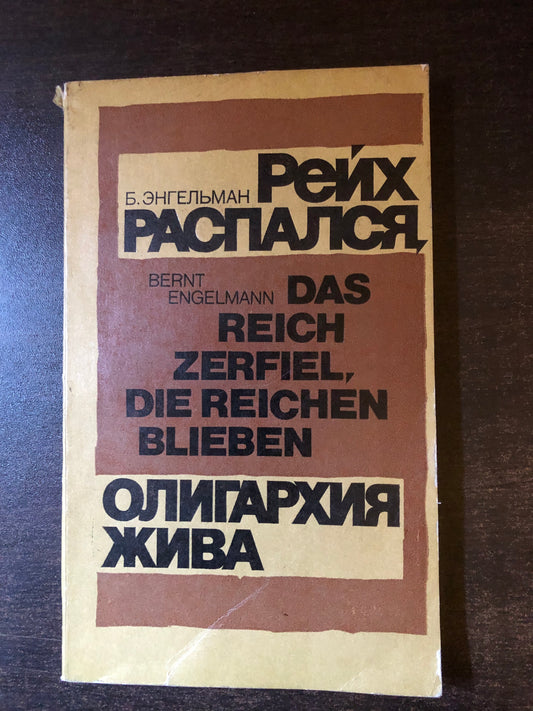 Б. ЭНГЕЛЬМАН РЕЙХ
РАСПАЛСЯ,
BERNT
ENGELMANN DAS
REICH
ZERFIEL,
DIE REICHEN
BLIEBEN
ОЛИГАРХИЯ
ЖИВА